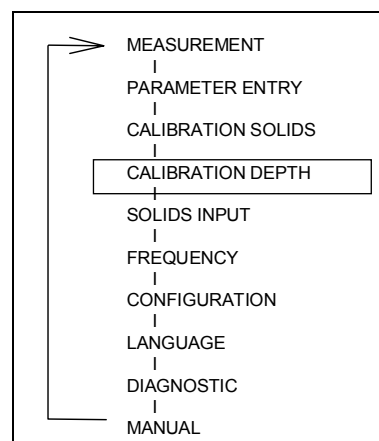 MEASUREMENT
PARAMETER ENTRY
CALIBRATION SOLIDS
CALIBRATION DEPTH
SOLIDS INPUT
FREQUENCY
CONFIGURATION
LANGUAGE
DIAGNOSTIC
MANUAL